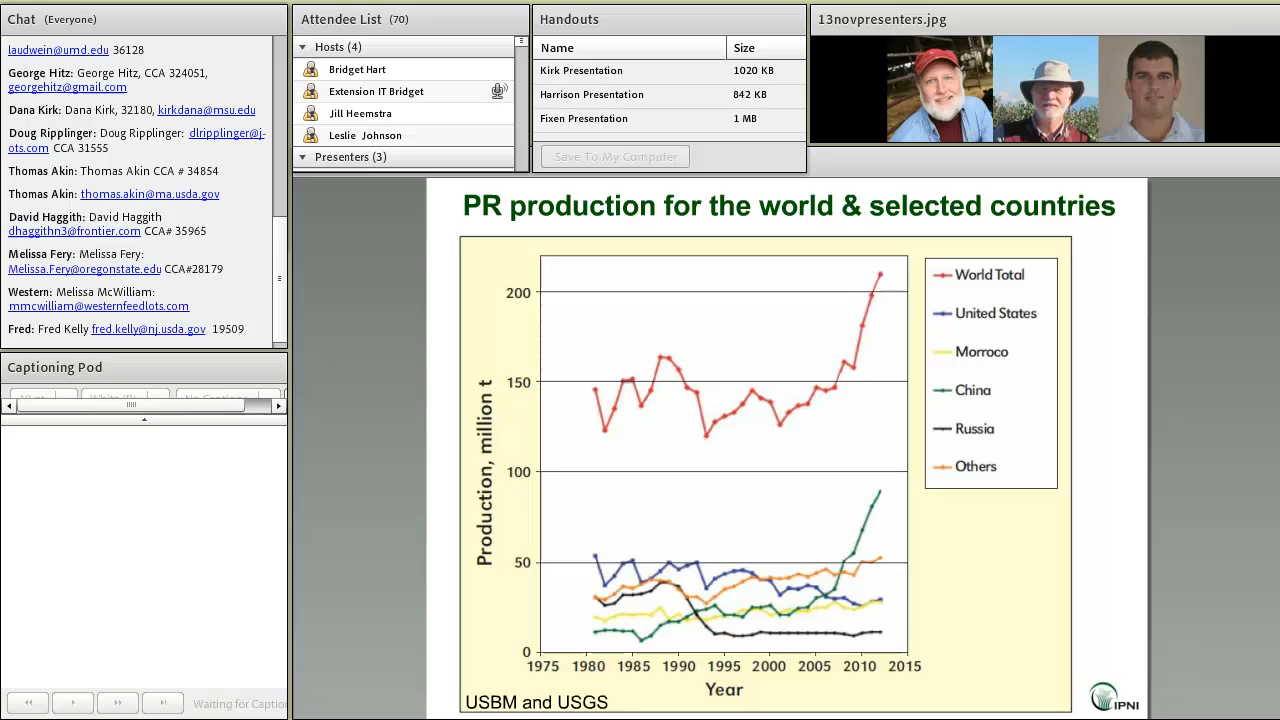 Chat (Everyone)
laudwein@umd.edu 36128
George Hitz: George Hitz, CCA 32151,
georgehitz@gmail.com
Dana Kirk: Dana Kirk, 32180, kirkdana@msu.edu
Doug Ripplinger: Doug Ripplinger: dlripplinger@j-
ots.com CCA 31555
Thomas Akin: Thomas Akin CCA # 34854
Thomas Akin: thomas.akin@ma.usda.gov
David Haggith: David Haggith
dhaggithn3@frontier.com CCA# 35965
Melissa Fery: Melissa Fery:
Melissa.Fery@oregonstate.edu CCA#28179
Western: Melissa McWilliam:
mmcwilliam@westernfeedlots.com
Fred: Fred Kelly fred.kelly@nj.usda.gov 19509
Captioning Pod
Waiting for Captio
Attendee List (70)
Hosts (4)
Bridget Hart
Extension IT Bridget
Jill Heemstra
Leslie Johnson
Presenters (3)
Handouts
Name Size
Kirk Presentation 1020 KB
Harrison Presentation 842 KB
Fixen Presentation 1 MB
Save To My Computer
13novpresenters.jpg
PR production for the world & selected countries
Production, million t
200
150
100
50
0
1975 1980 1985 1990 1995 2000 2005 2010 2015
Year
World Total
United States
Morroco
China
Russia
Others
USBM and USGS
IPNI